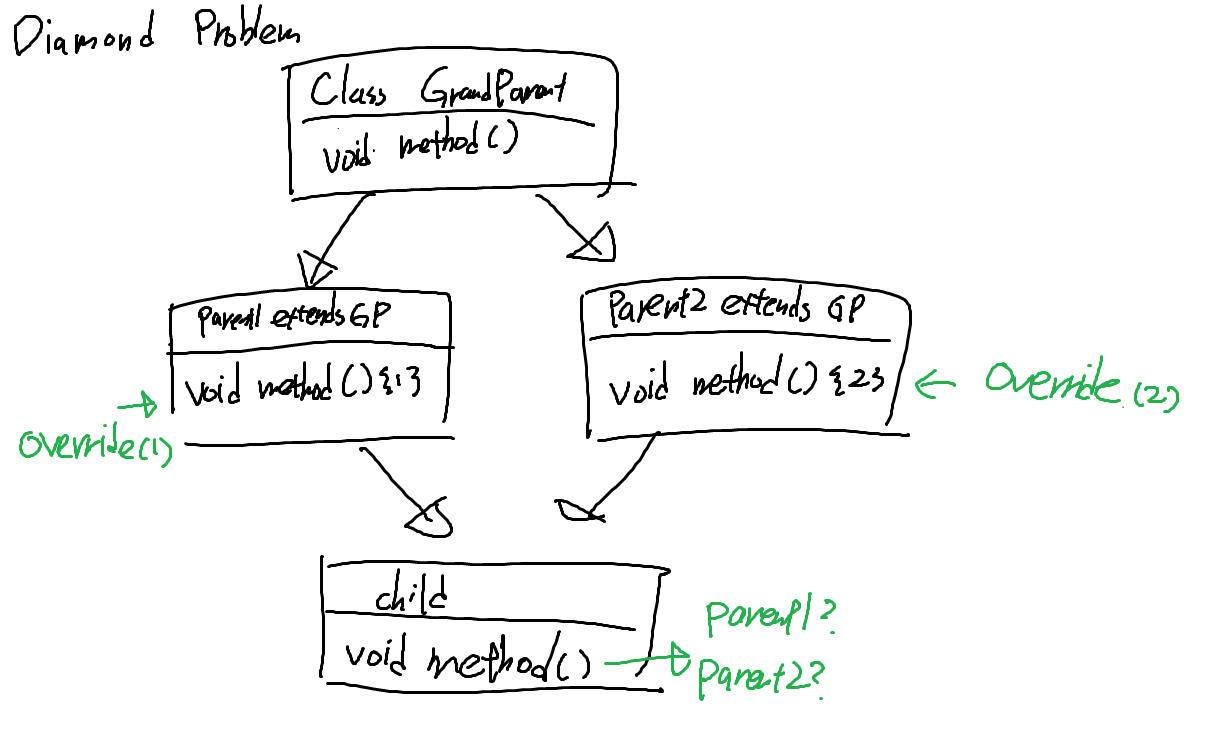 Diamond Problem
Class GrandParent
void method()
Parent1 extends GP
void method(){1}
override(1)
Parent2 extends GP
void method(){2}
override(2)
child
void method()
Parent1?
Parent2?